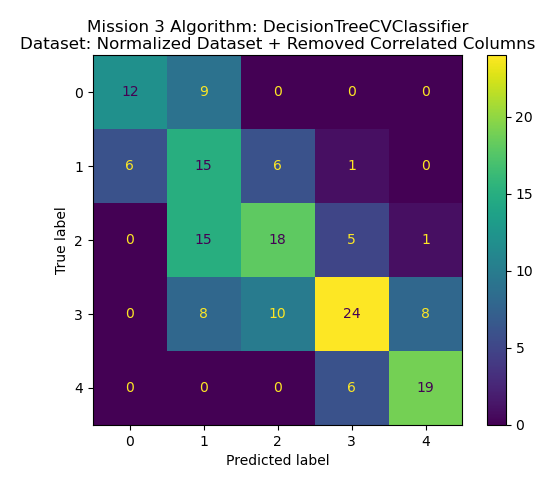 Mission 3 Algorithm: DecisionTreeCVClassifier
Dataset: Normalized Dataset + Removed Correlated Columns
True label
0 12 9 0 0 0
1 6 15 6 1 0
2 0 15 18 5 1
3 0 8 10 24 8
4 0 0 0 6 19
0 1 2 3 4
Predicted label
20
15
10
5
0